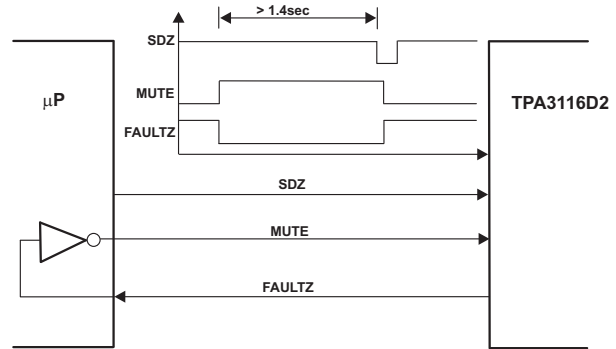 > 1.4sec
SDZ
MUTE
μP
TPA3116D2
FAULTZ
SDZ
MUTE
FAULTZ